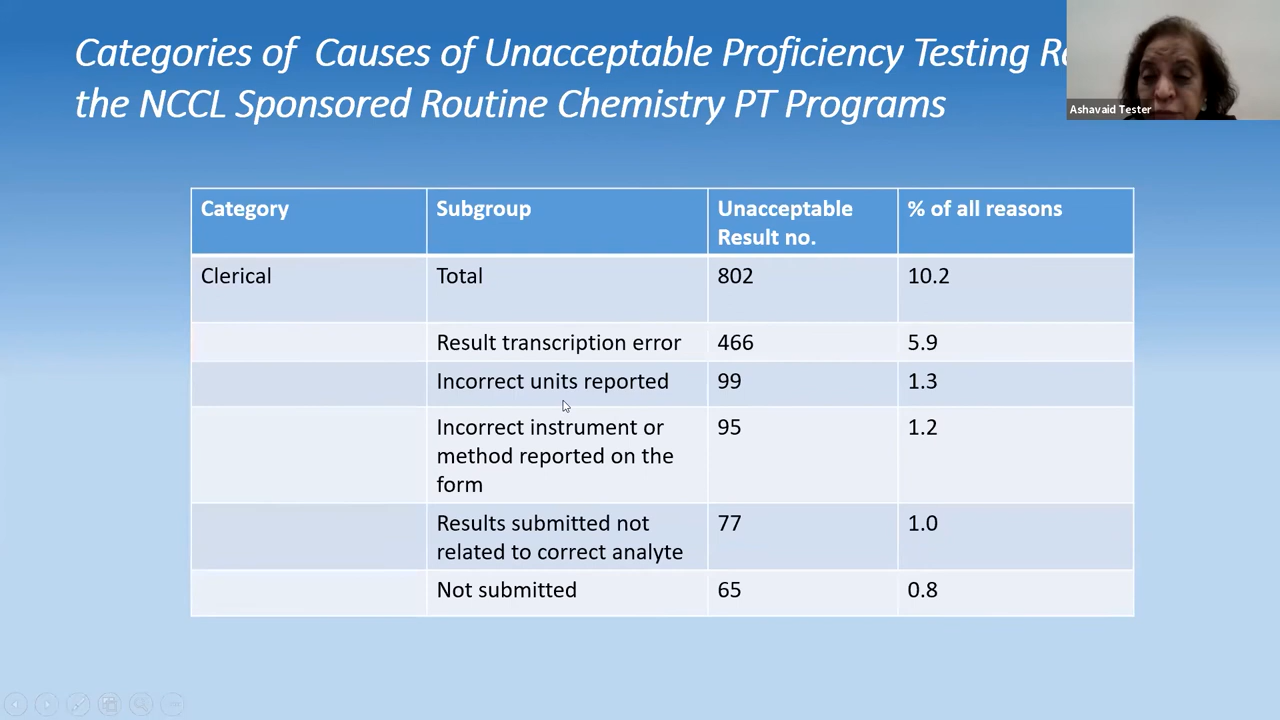 Categories of Causes of Unacceptable Proficiency Testing
the NCCL Sponsored Routine Chemistry PT Programs
Ashavaid Tester
Category Subgroup Unacceptable % of all reasons
Result no.
Clerical Total 802 10.2
Result transcription error 466 5.9
Incorrect units reported 99 1.3
Incorrect instrument or 95 1.2
method reported on the
form
Results submitted not 77 1.0
related to correct analyte
Not submitted 65 0.8